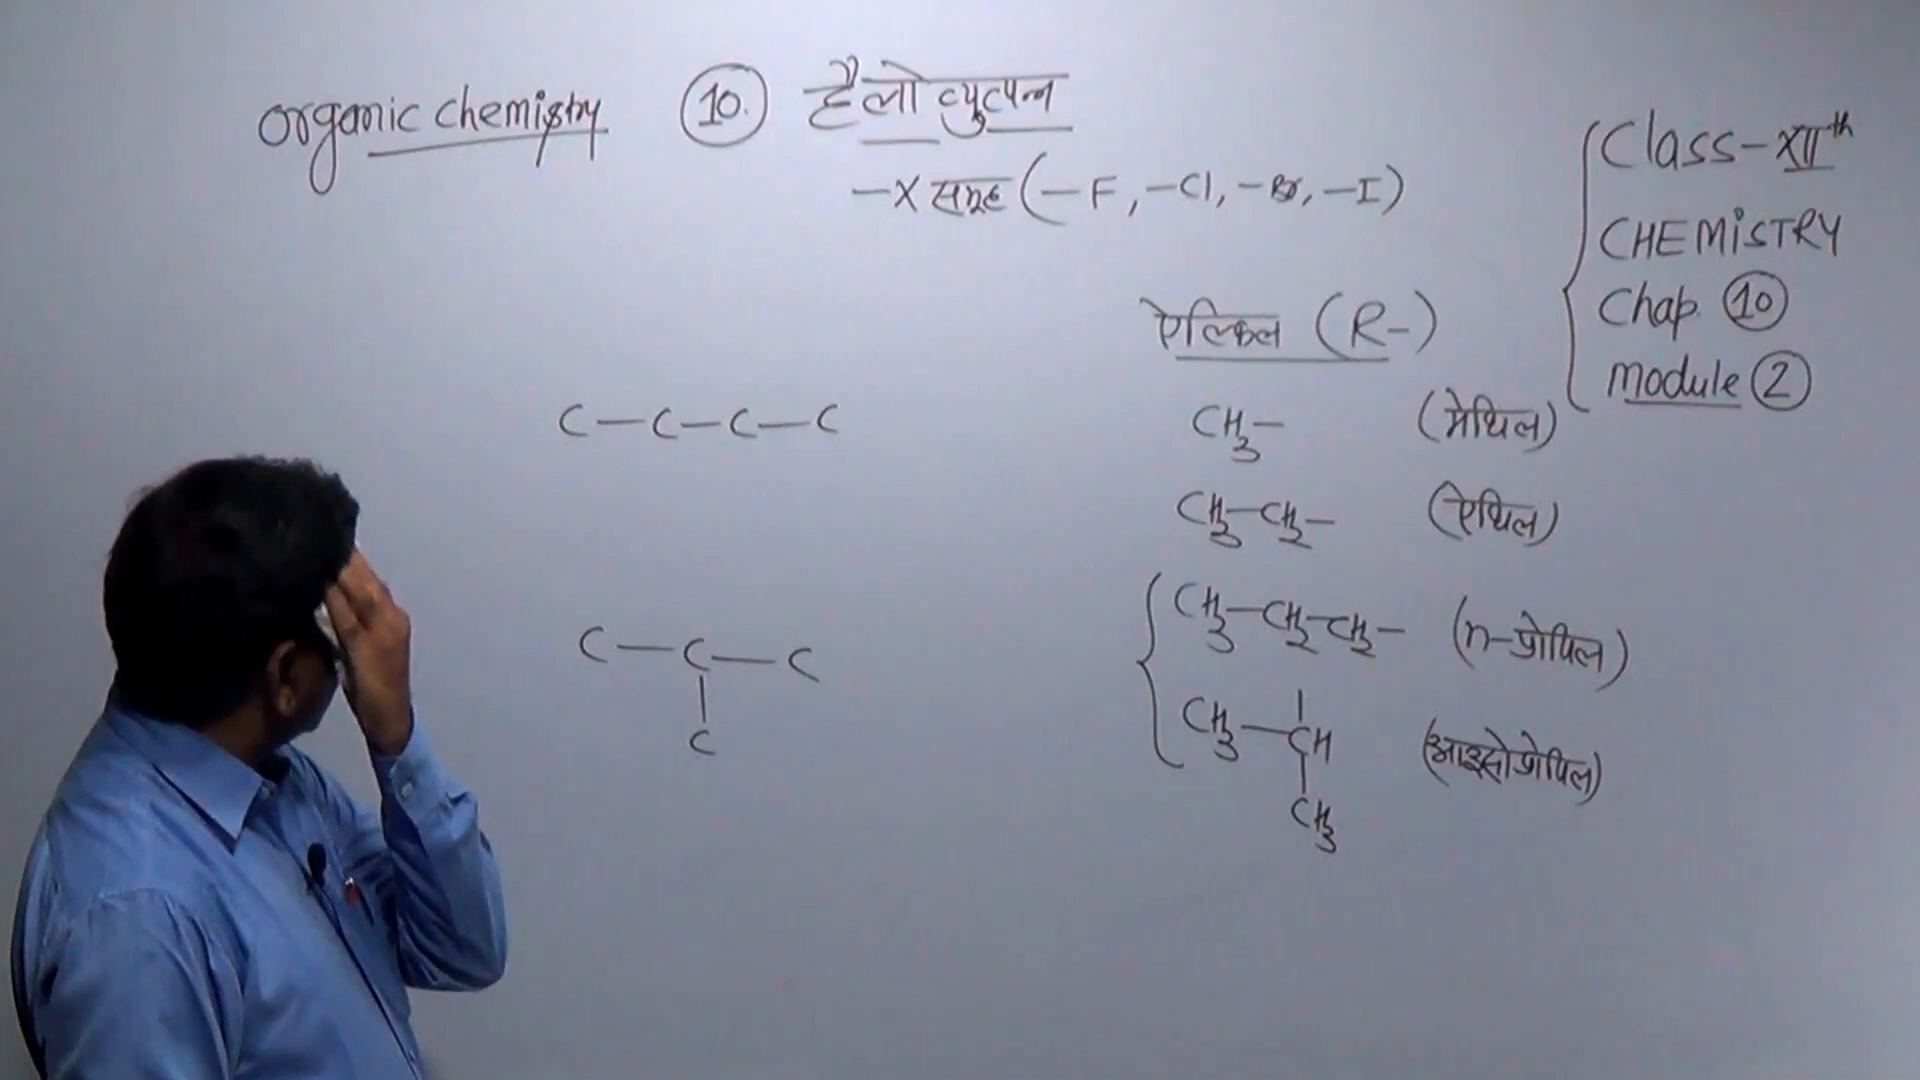 Organic chemistry 10. हैलो व्युत्पन्न
-X समूह (-F, -Cl, -Br, -I)
Class-XIIth
CHEMISTRY
Chap. 10
Module 2
ऐल्किल (R-)
CH3- (मेथिल)
CH3-CH2- (ऐथिल)
CH3-CH2-CH2- (n-प्रोपिल)
CH3-CH
CH3
(आइसोप्रोपिल)
C-C-C-C
C-C-C
C